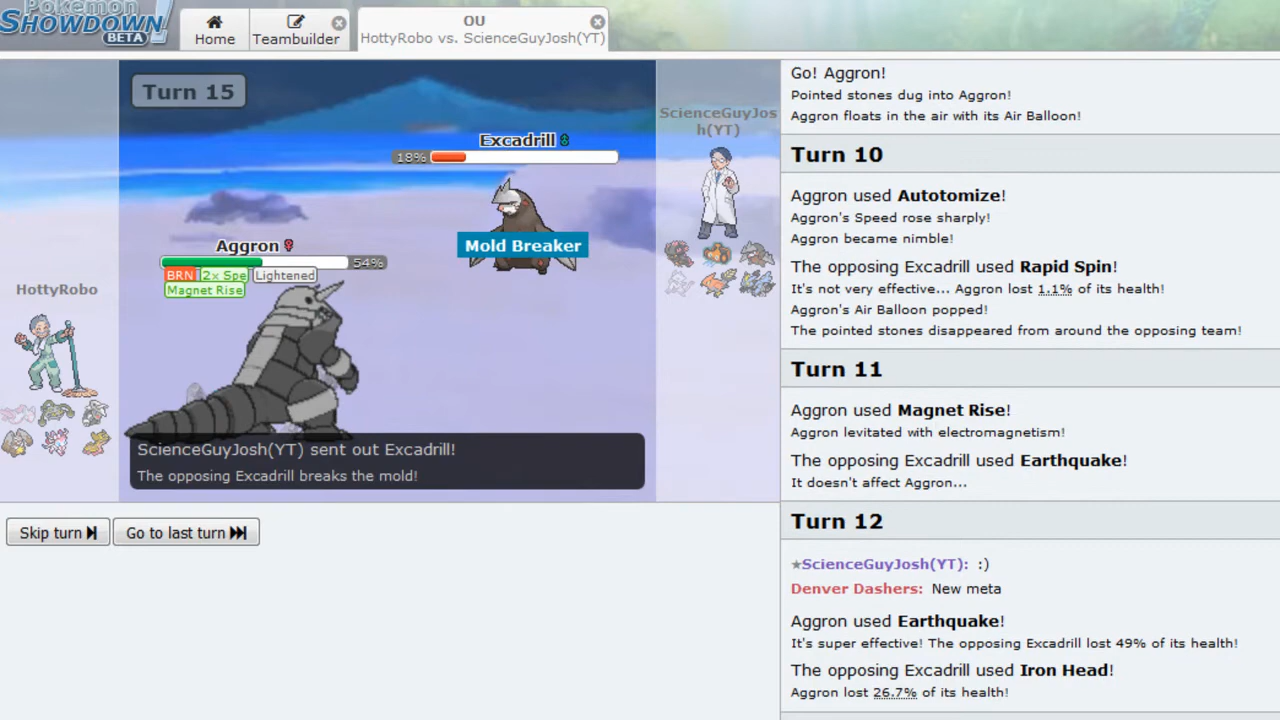 Pokémon
SHOWDOWN!
BETA
Home
Teambuilder
OU
HottyRobo vs. ScienceGuyJosh(YT)
Turn 15
Excadrill
18%
Mold Breaker
Aggron
54%
BRN 2x Spe Lightened
Magnet Rise
HottyRobo
ScienceGuyJos
h(YT)
ScienceGuyJosh(YT) sent out Excadrill!
The opposing Excadrill breaks the mold!
Skip turn
Go to last turn
Go! Aggron!
Pointed stones dug into Aggron!
Aggron floats in the air with its Air Balloon!
Turn 10
Aggron used Autotomize!
Aggron's Speed rose sharply!
Aggron became nimble!
The opposing Excadrill used Rapid Spin!
It's not very effective... Aggron lost 1.1% of its health!
Aggron's Air Balloon popped!
The pointed stones disappeared from around the opposing team!
Turn 11
Aggron used Magnet Rise!
Aggron levitated with electromagnetism!
The opposing Excadrill used Earthquake!
It doesn't affect Aggron...
Turn 12
★ScienceGuyJosh(YT): :)
Denver Dashers: New meta
Aggron used Earthquake!
It's super effective! The opposing Excadrill lost 49% of its health!
The opposing Excadrill used Iron Head!
Aggron lost 26.7% of its health!